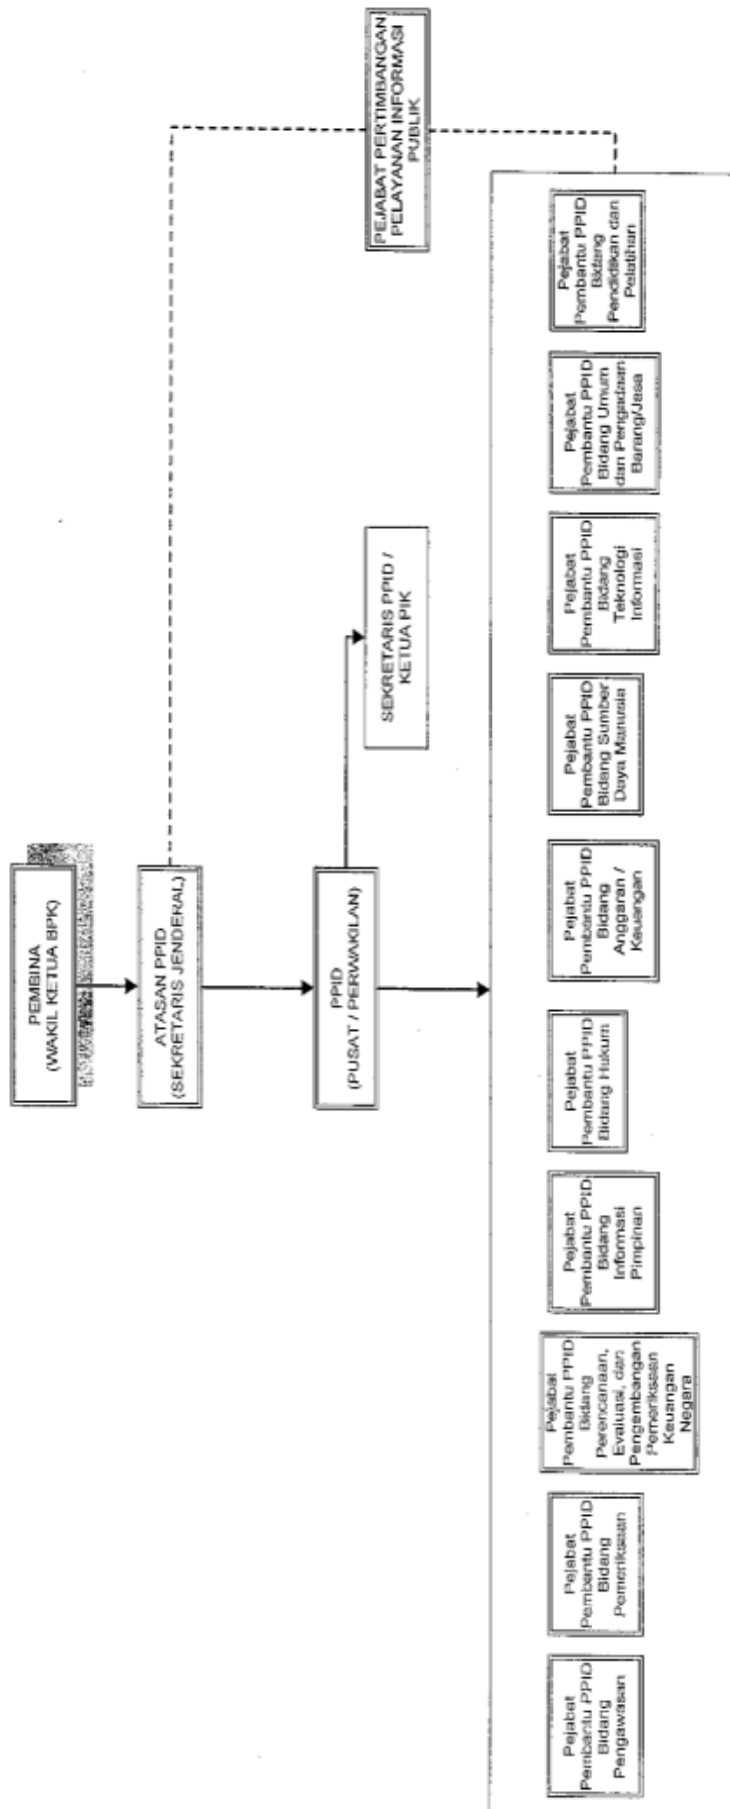 PEMBINA
(WAKIL KETUA BPK)
ATASAN PPID
(SEKRETARIS JENDERAL)
PEJABAT PERTIMBANGAN
PELAYANAN INFORMASI
PUBLIK
PPID
(PUSAT / PERWAKILAN)
SEKRETARIS PPID /
KETUA PIK
Pejabat
Pembantu PPID
Bidang
Pengawasan
Pejabat
Pembantu PPID
Bidang
Pemeriksaan
Pejabat
Pembantu PPID
Bidang
Perencanaan,
Evaluasi, dan
Pengembangan
Pemeriksaan
Keuangan
Negara
Pejabat
Pembantu PPID
Bidang
Informasi
Pimpinan
Pejabat
Pembantu PPID
Bidang Hukum
Pejabat
Pembantu PPID
Bidang
Anggaran /
Keuangan
Pejabat
Pembantu PPID
Bidang Sumber
Daya Manusia
Pejabat
Pembantu PPID
Bidang
Teknologi
Informasi
Pejabat
Pembantu PPID
Bidang Umum
dan Pengadaan
Barang/Jasa
Pejabat
Pembantu PPID
Bidang
Pendidikan dan
Pelatihan